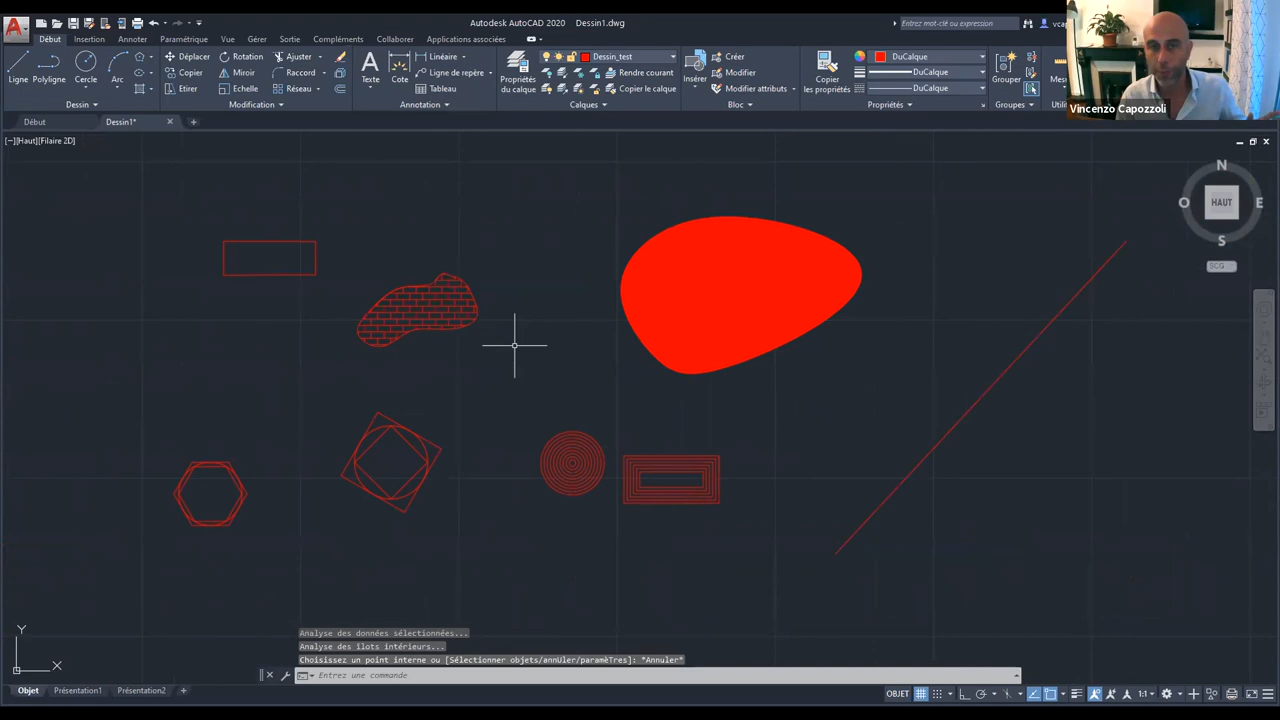 Autodesk AutoCAD 2020 Dessin1.dwg
Entrez mot-clé ou expression
Début Insertion Annoter Paramétrique Vue Gérer Sortie Compléments Collaborer Applications associées
Ligne Polyligne Cercle Arc
Déplacer Rotation Ajuster
Copier Miroir Raccord
Etirer Echelle Réseau
Texte Cote
Linéaire
Ligne de repère
Tableau
Propriétés du calque
Dessin_test
Rendre courant
Copier le calque
Insérer
Créer
Modifier
Modifier attributs
Copier les propriétés
DuCalque
DuCalque
DuCalque
Grouper
Dessin Modification Annotation Calques Bloc Propriétés Groupes
Vincenzo Capozzoli
Début Dessin1*
[−][Haut][Filaire 2D]
N
O HAUT E
S
SCG
Y
X
Analyse des données sélectionnées...
Analyse des îlots intérieurs...
Choisissez un point interne ou [Sélectionner objets/annUler/paramèTres]: *Annuler*
Entrez une commande
Objet Présentation1 Présentation2
OBJET 1:1